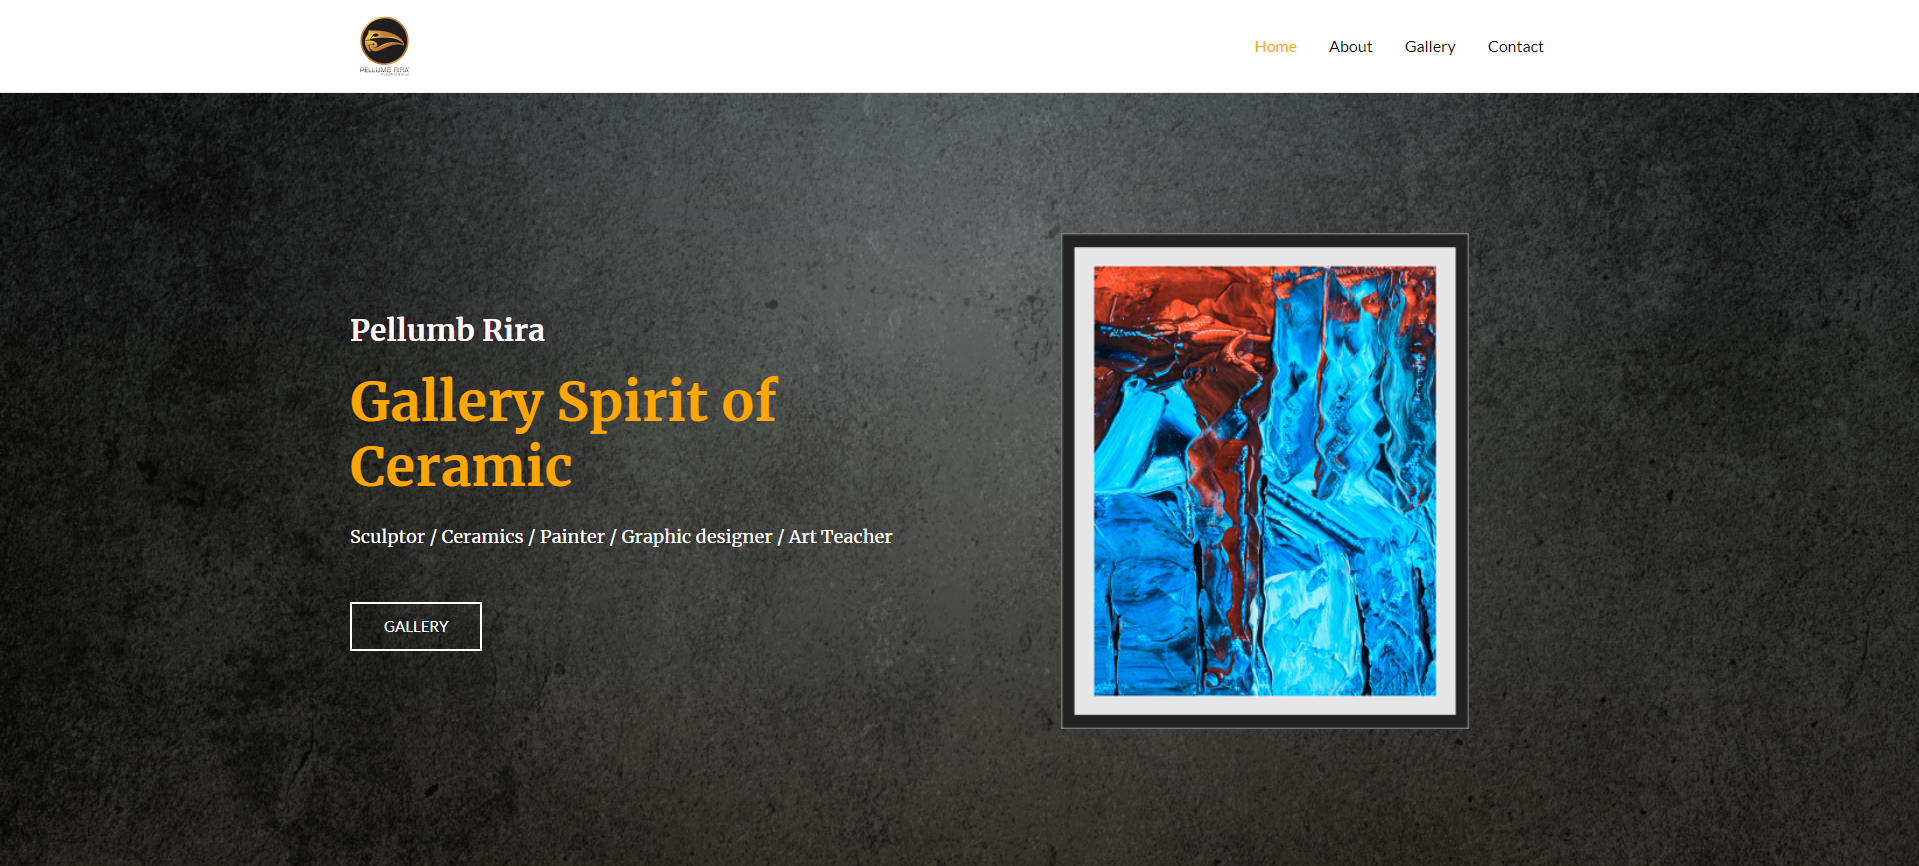 PELLUMB RIRA
Home
About
Gallery
Contact
Pellumb Rira
Gallery Spirit of
Ceramic
Sculptor / Ceramics / Painter / Graphic designer / Art Teacher
GALLERY